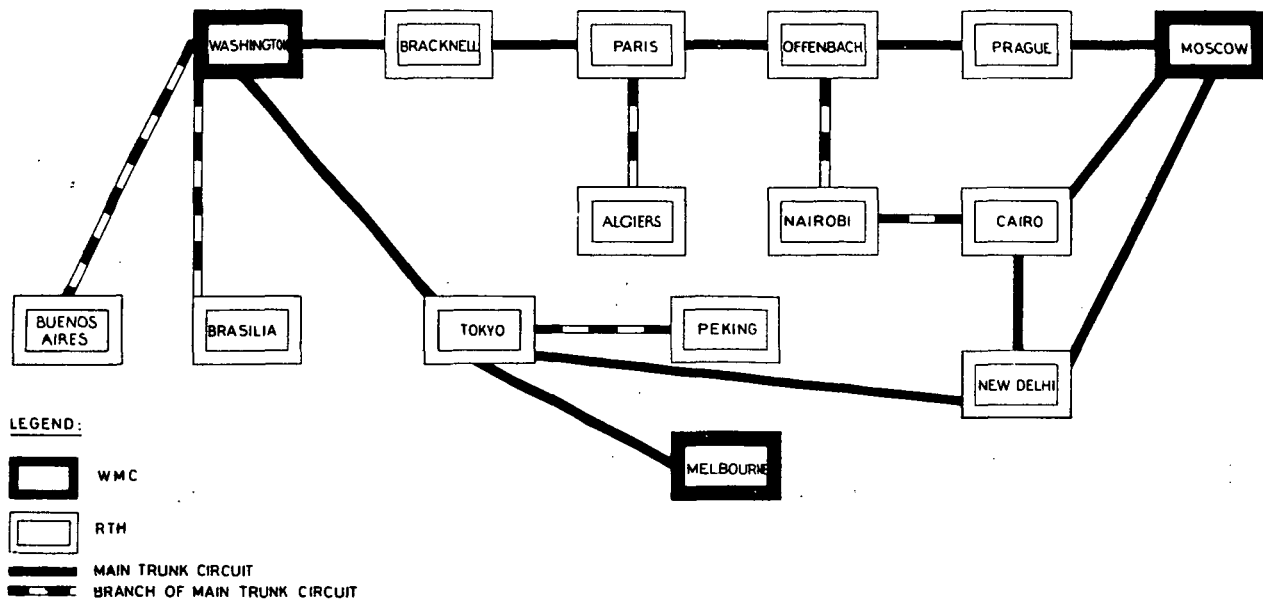 WASHINGTON
BRACKNELL
PARIS
OFFENBACH
PRAGUE
MOSCOW
ALGIERS
NAIROBI
CAIRO
BUENOS
AIRES
BRASILIA
TOKYO
PEKING
NEW DELHI
MELBOURNE
LEGEND:
WMC
RTH
MAIN TRUNK CIRCUIT
BRANCH OF MAIN TRUNK CIRCUIT